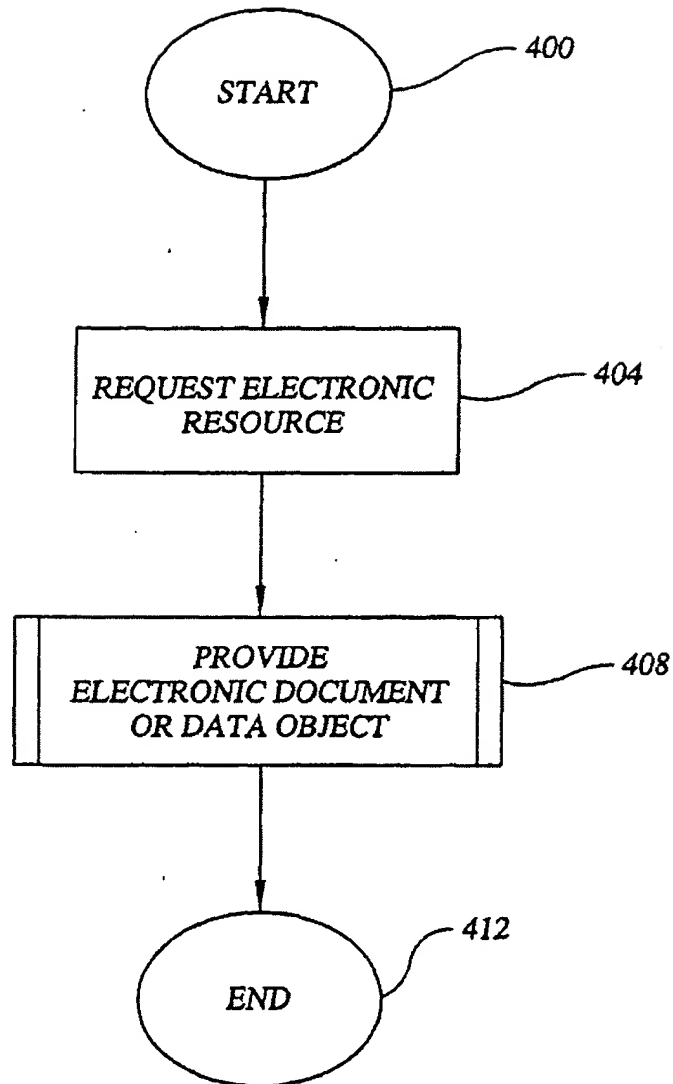 START
400
REQUEST ELECTRONIC
RESOURCE
404
PROVIDE
ELECTRONIC DOCUMENT
OR DATA OBJECT
408
END
412